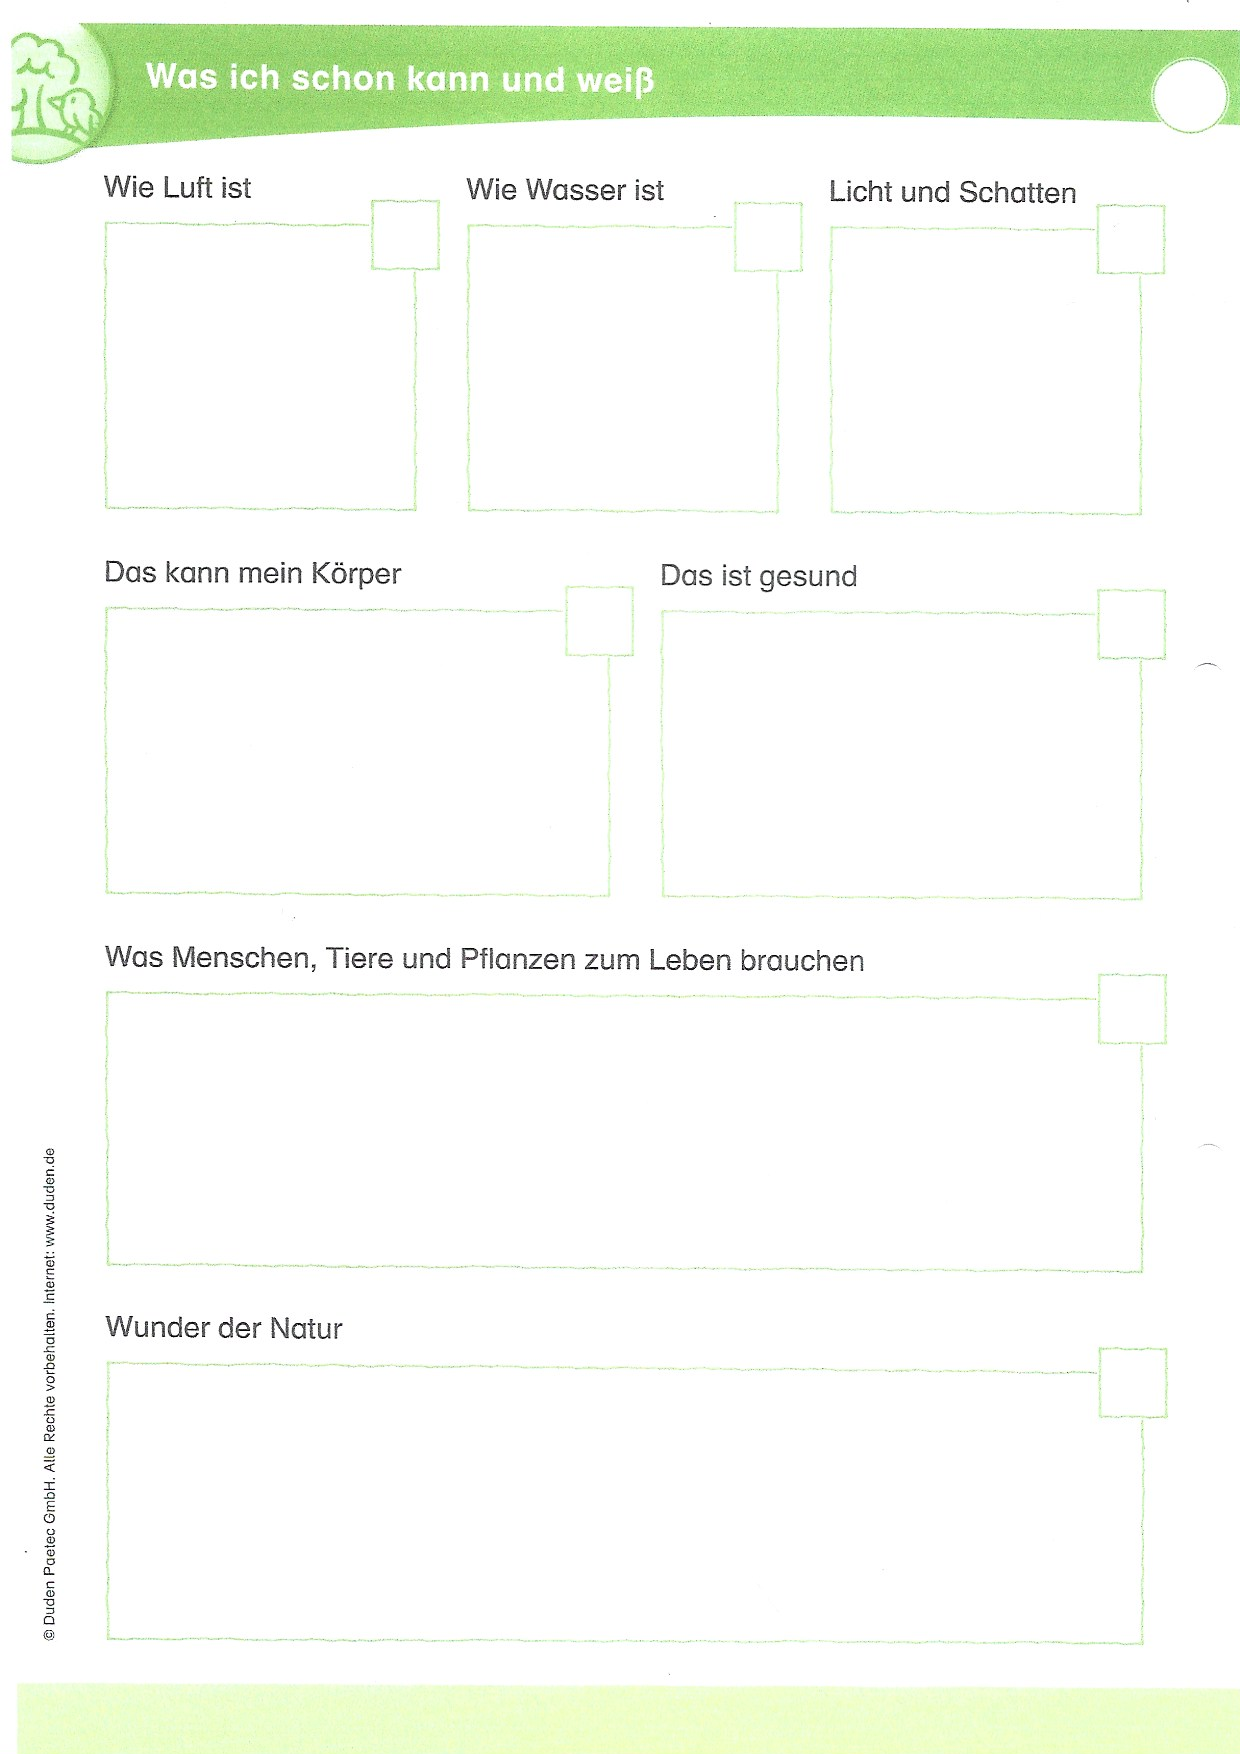 Was ich schon kann und weiß
Wie Luft ist
Wie Wasser ist
Licht und Schatten
Das kann mein Körper
Das ist gesund
Was Menschen, Tiere und Pflanzen zum Leben brauchen
Wunder der Natur
© Duden Paetec GmbH. Alle Rechte vorbehalten. Internet: www.duden.de